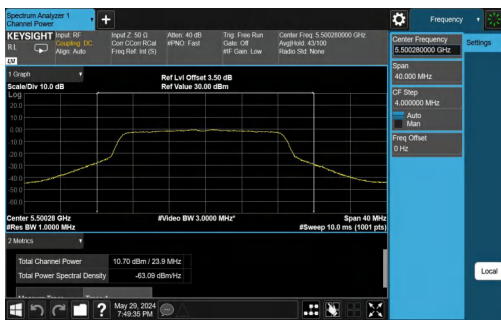 Spectrum Analyzer 1
Channel Power
Frequency
KEYSIGHT
Input: RF
Coupling: DC
Align: Auto
Input Z: 50 Ω
Corr CCorr RCal
Freq Ref: Int (S)
Atten: 40 dB
#PNO: Fast
Trig: Free Run
Gate: Off
#IF Gain: Low
Center Freq: 5.500280000 GHz
Avg|Hold: 43/100
Radio Std: None
RL
LXI
Center Frequency
5.500280000 GHz
Settings
Span
40.000 MHz
CF Step
4.000000 MHz
Auto
Man
Freq Offset
0 Hz
1 Graph
Scale/Div 10.0 dB
Ref Lvl Offset 3.50 dB
Ref Value 30.00 dBm
Log
20.0
10.0
0.00
-10.0
-20.0
-30.0
-40.0
-50.0
-60.0
Center 5.50028 GHz
#Res BW 1.0000 MHz
#Video BW 3.0000 MHz*
Span 40 MHz
#Sweep 10.0 ms (1001 pts)
2 Metrics
Total Channel Power 10.70 dBm / 23.9 MHz
Total Power Spectral Density -63.09 dBm/Hz
Local
?
May 29, 2024
7:49:35 PM